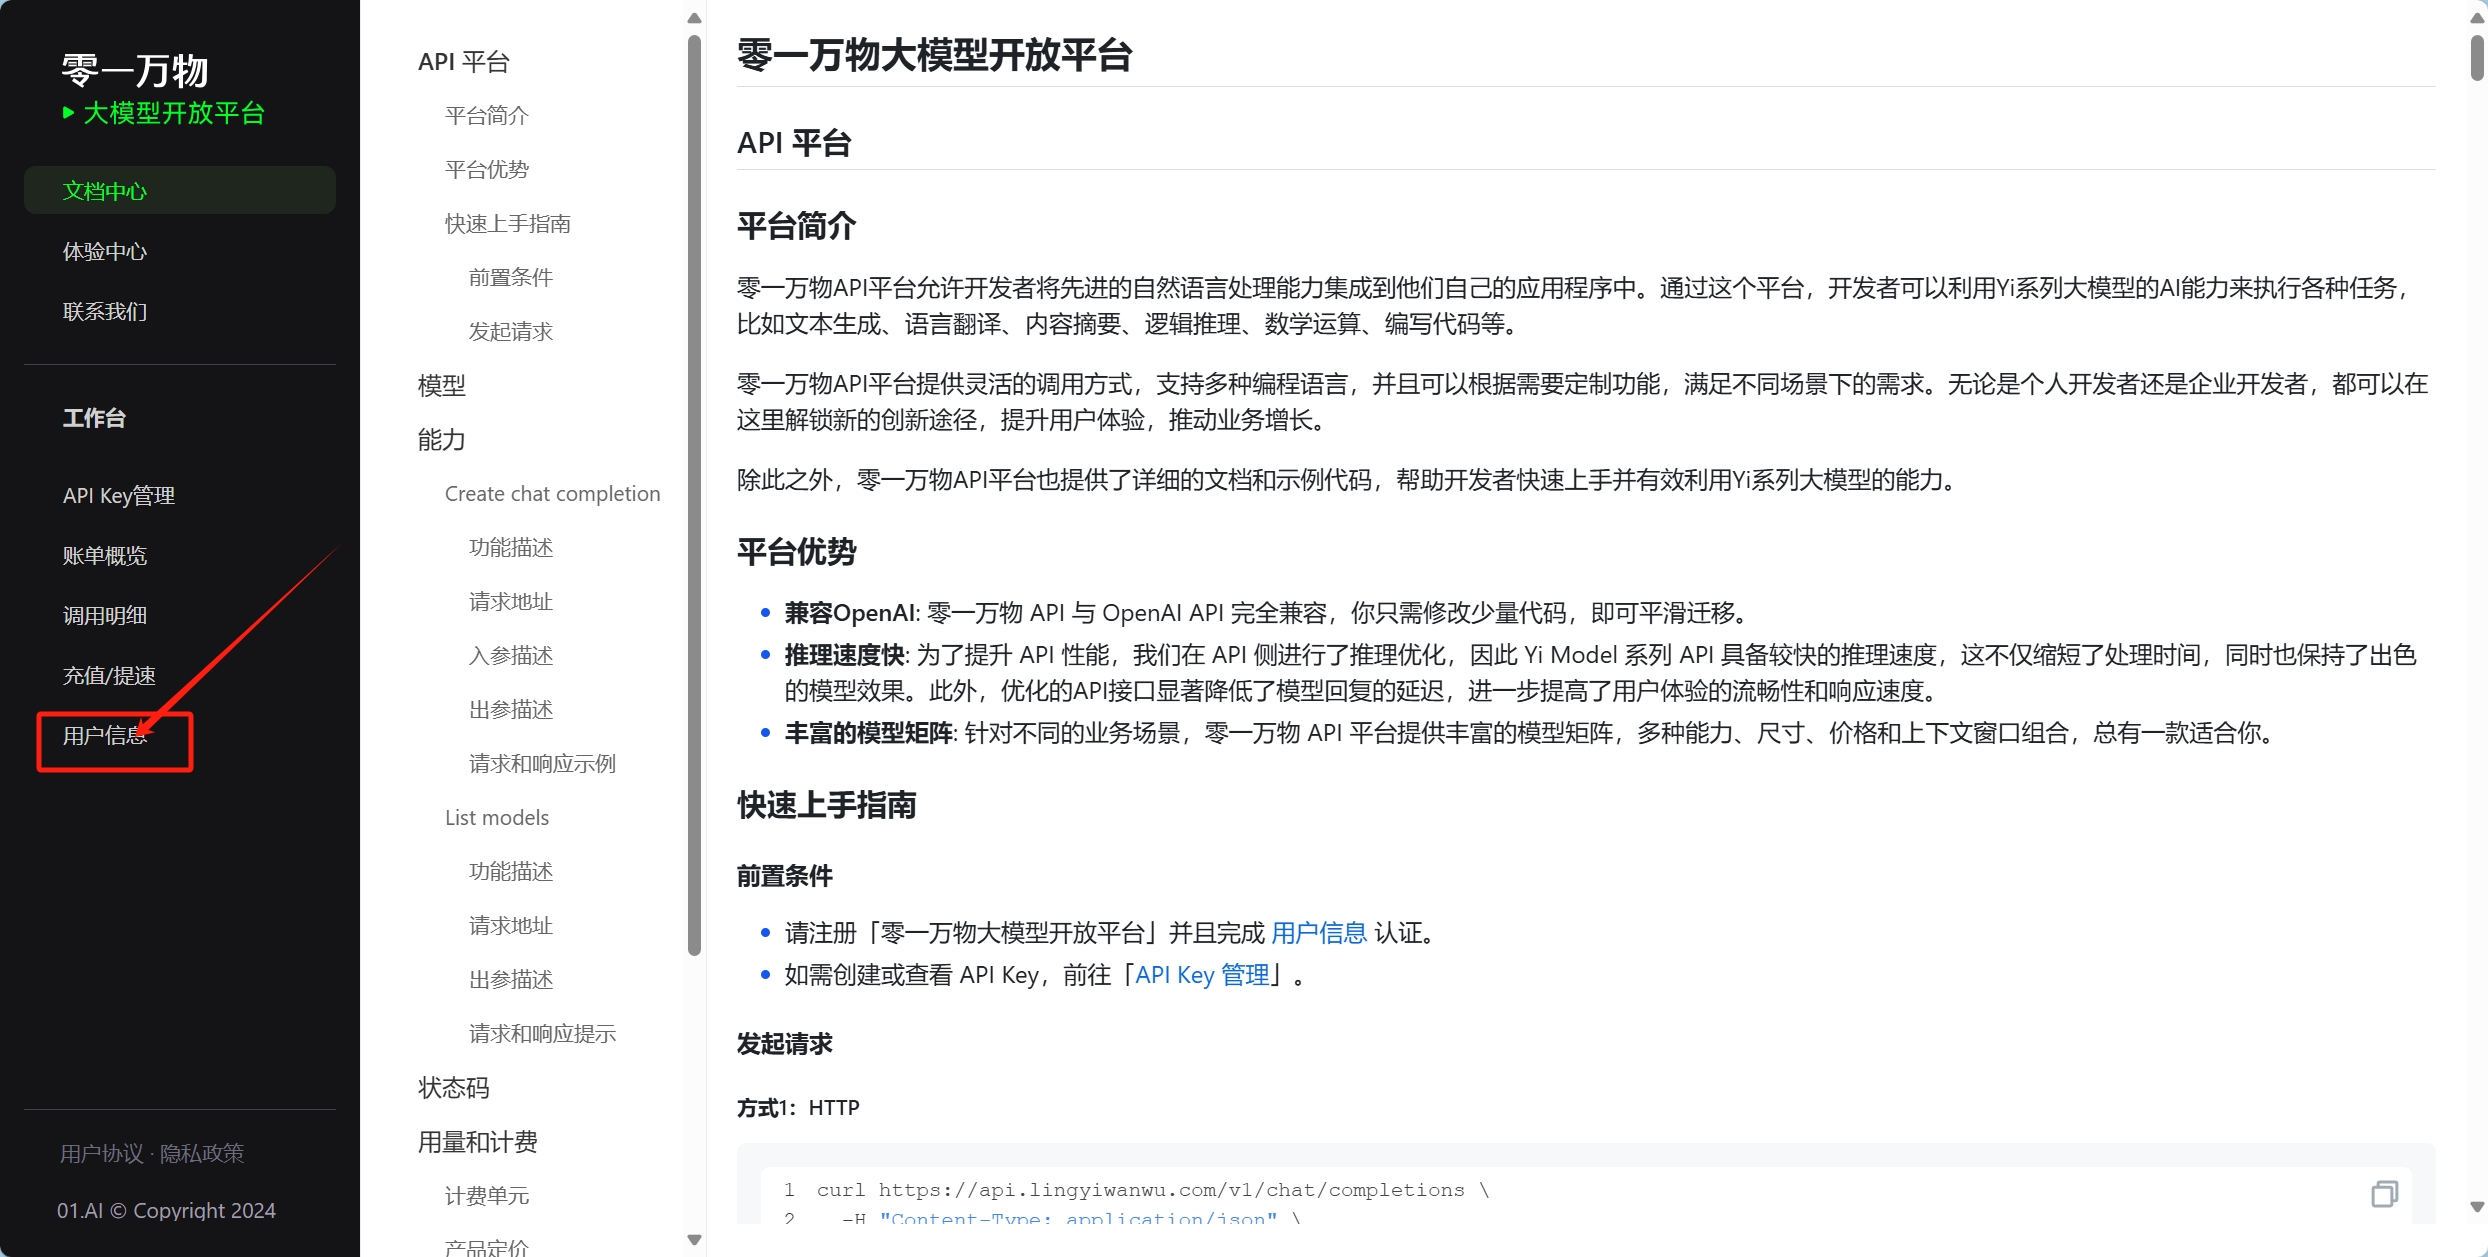 零一万物
大模型开放平台
文档中心
体验中心
联系我们
工作台
API Key管理
账单概览
调用明细
充值/提速
用户信息
用户协议 · 隐私政策
01.AI © Copyright 2024
API 平台
平台简介
平台优势
快速上手指南
前置条件
发起请求
模型
能力
Create chat completion
功能描述
请求地址
入参描述
出参描述
请求和响应示例
List models
功能描述
请求地址
出参描述
请求和响应提示
状态码
用量和计费
计费单元
产品定价
零一万物大模型开放平台
API 平台
平台简介
零一万物API平台允许开发者将先进的自然语言处理能力集成到他们自己的应用程序中。通过这个平台，开发者可以利用Yi系列大模型的AI能力来执行各种任务，
比如文本生成、语言翻译、内容摘要、逻辑推理、数学运算、编写代码等。
零一万物API平台提供灵活的调用方式，支持多种编程语言，并且可以根据需要定制功能，满足不同场景下的需求。无论是个人开发者还是企业开发者，都可以在
这里解锁新的创新途径，提升用户体验，推动业务增长。
除此之外，零一万物API平台也提供了详细的文档和示例代码，帮助开发者快速上手并有效利用Yi系列大模型的能力。
平台优势
兼容OpenAI: 零一万物 API 与 OpenAI API 完全兼容，你只需修改少量代码，即可平滑迁移。
推理速度快: 为了提升 API 性能，我们在 API 侧进行了推理优化，因此 Yi Model 系列 API 具备较快的推理速度，这不仅缩短了处理时间，同时也保持了出色
的模型效果。此外，优化的API接口显著降低了模型回复的延迟，进一步提高了用户体验的流畅性和响应速度。
丰富的模型矩阵: 针对不同的业务场景，零一万物 API 平台提供丰富的模型矩阵，多种能力、尺寸、价格和上下文窗口组合，总有一款适合你。
快速上手指南
前置条件
请注册「零一万物大模型开放平台」并且完成 用户信息 认证。
如需创建或查看 API Key，前往「API Key 管理」。
发起请求
方式1：HTTP
1 curl https://api.lingyiwanwu.com/v1/chat/completions \
2 -H "Content-Type: application/json" \